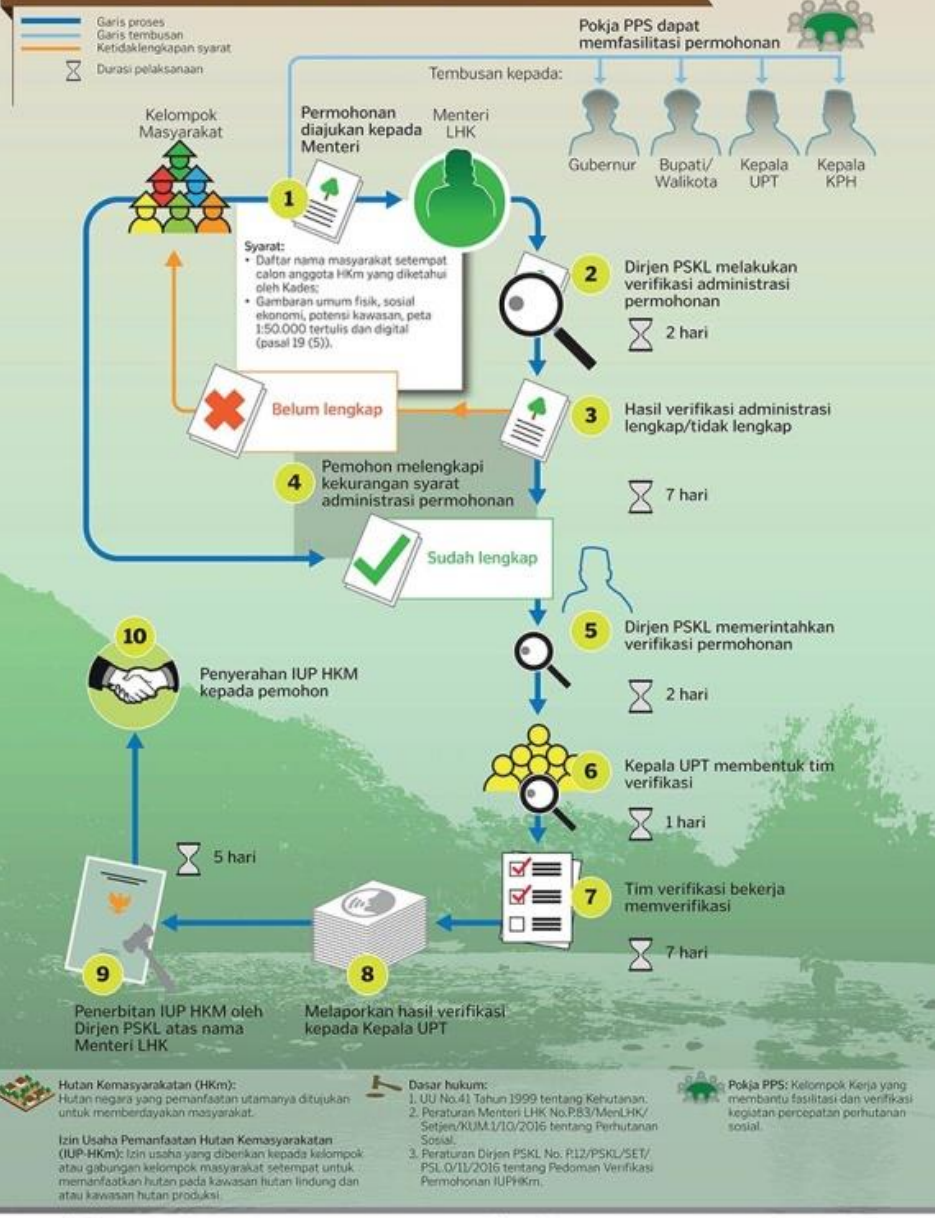 Garis proses
Garis tembusan
Ketidaklengkapan syarat
Durasi pelaksanaan
Pokja PPS dapat
memfasilitasi permohonan
Tembusan kepada:
Gubernur
Bupati/
Walikota
Kepala
UPT
Kepala
KPH
Kelompok
Masyarakat
Permohonan
diajukan kepada
Menteri
Menteri
LHK
1
Syarat:
• Daftar nama masyarakat setempat
calon anggota HKm yang diketahui
oleh Kades;
• Gambaran umum fisik, sosial
ekonomi, potensi kawasan, peta
1:50.000 tertulis dan digital
(pasal 19 (5)).
2
Dirjen PSKL melakukan
verifikasi administrasi
permohonan
2 hari
Belum lengkap
3
Hasil verifikasi administrasi
lengkap/tidak lengkap
7 hari
4
Pemohon melengkapi
kekurangan syarat
administrasi permohonan
Sudah lengkap
5
Dirjen PSKL memerintahkan
verifikasi permohonan
2 hari
6
Kepala UPT membentuk tim
verifikasi
1 hari
7
Tim verifikasi bekerja
memverifikasi
7 hari
8
Melaporkan hasil verifikasi
kepada Kepala UPT
9
Penerbitan IUP HKM oleh
Dirjen PSKL atas nama
Menteri LHK
5 hari
10
Penyerahan IUP HKM
kepada pemohon
Hutan Kemasyarakatan (HKm):
Hutan negara yang pemanfaatan utamanya ditujukan
untuk memberdayakan masyarakat.
Izin Usaha Pemanfaatan Hutan Kemasyarakatan
(IUP-HKm): Izin usaha yang diberikan kepada kelompok
atau gabungan kelompok masyarakat setempat untuk
memanfaatkan hutan pada kawasan hutan lindung dan
atau kawasan hutan produksi.
Dasar hukum:
1. UU No.41 Tahun 1999 tentang Kehutanan.
2. Peraturan Menteri LHK No.P.83/MenLHK/
Setjen/KUM.1/10/2016 tentang Perhutanan
Sosial.
3. Peraturan Dirjen PSKL No. P.12/PSKL/SET/
PSL.0/11/2016 tentang Pedoman Verifikasi
Permohonan IUPHKm.
Pokja PPS: Kelompok Kerja yang
membantu fasilitasi dan verifikasi
kegiatan percepatan perhutanan
sosial.